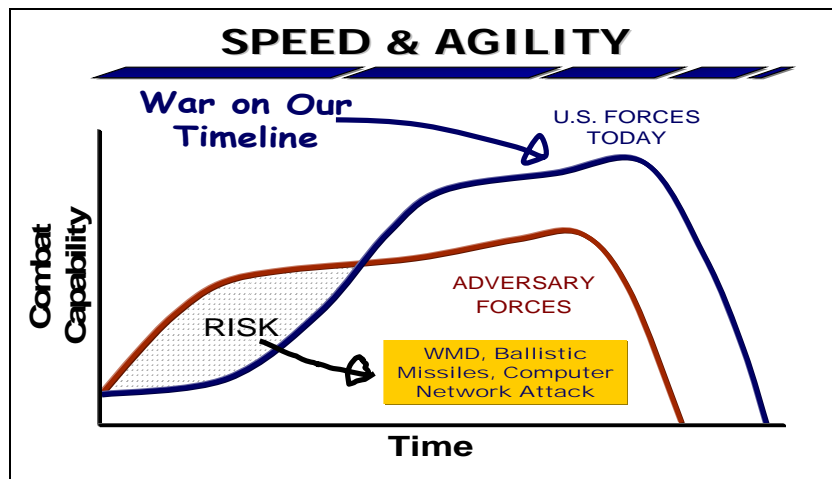 SPEED & AGILITY
War on Our
Timeline
U.S. FORCES
TODAY
Combat
Capability
ADVERSARY
FORCES
RISK
WMD, Ballistic
Missiles, Computer
Network Attack
Time